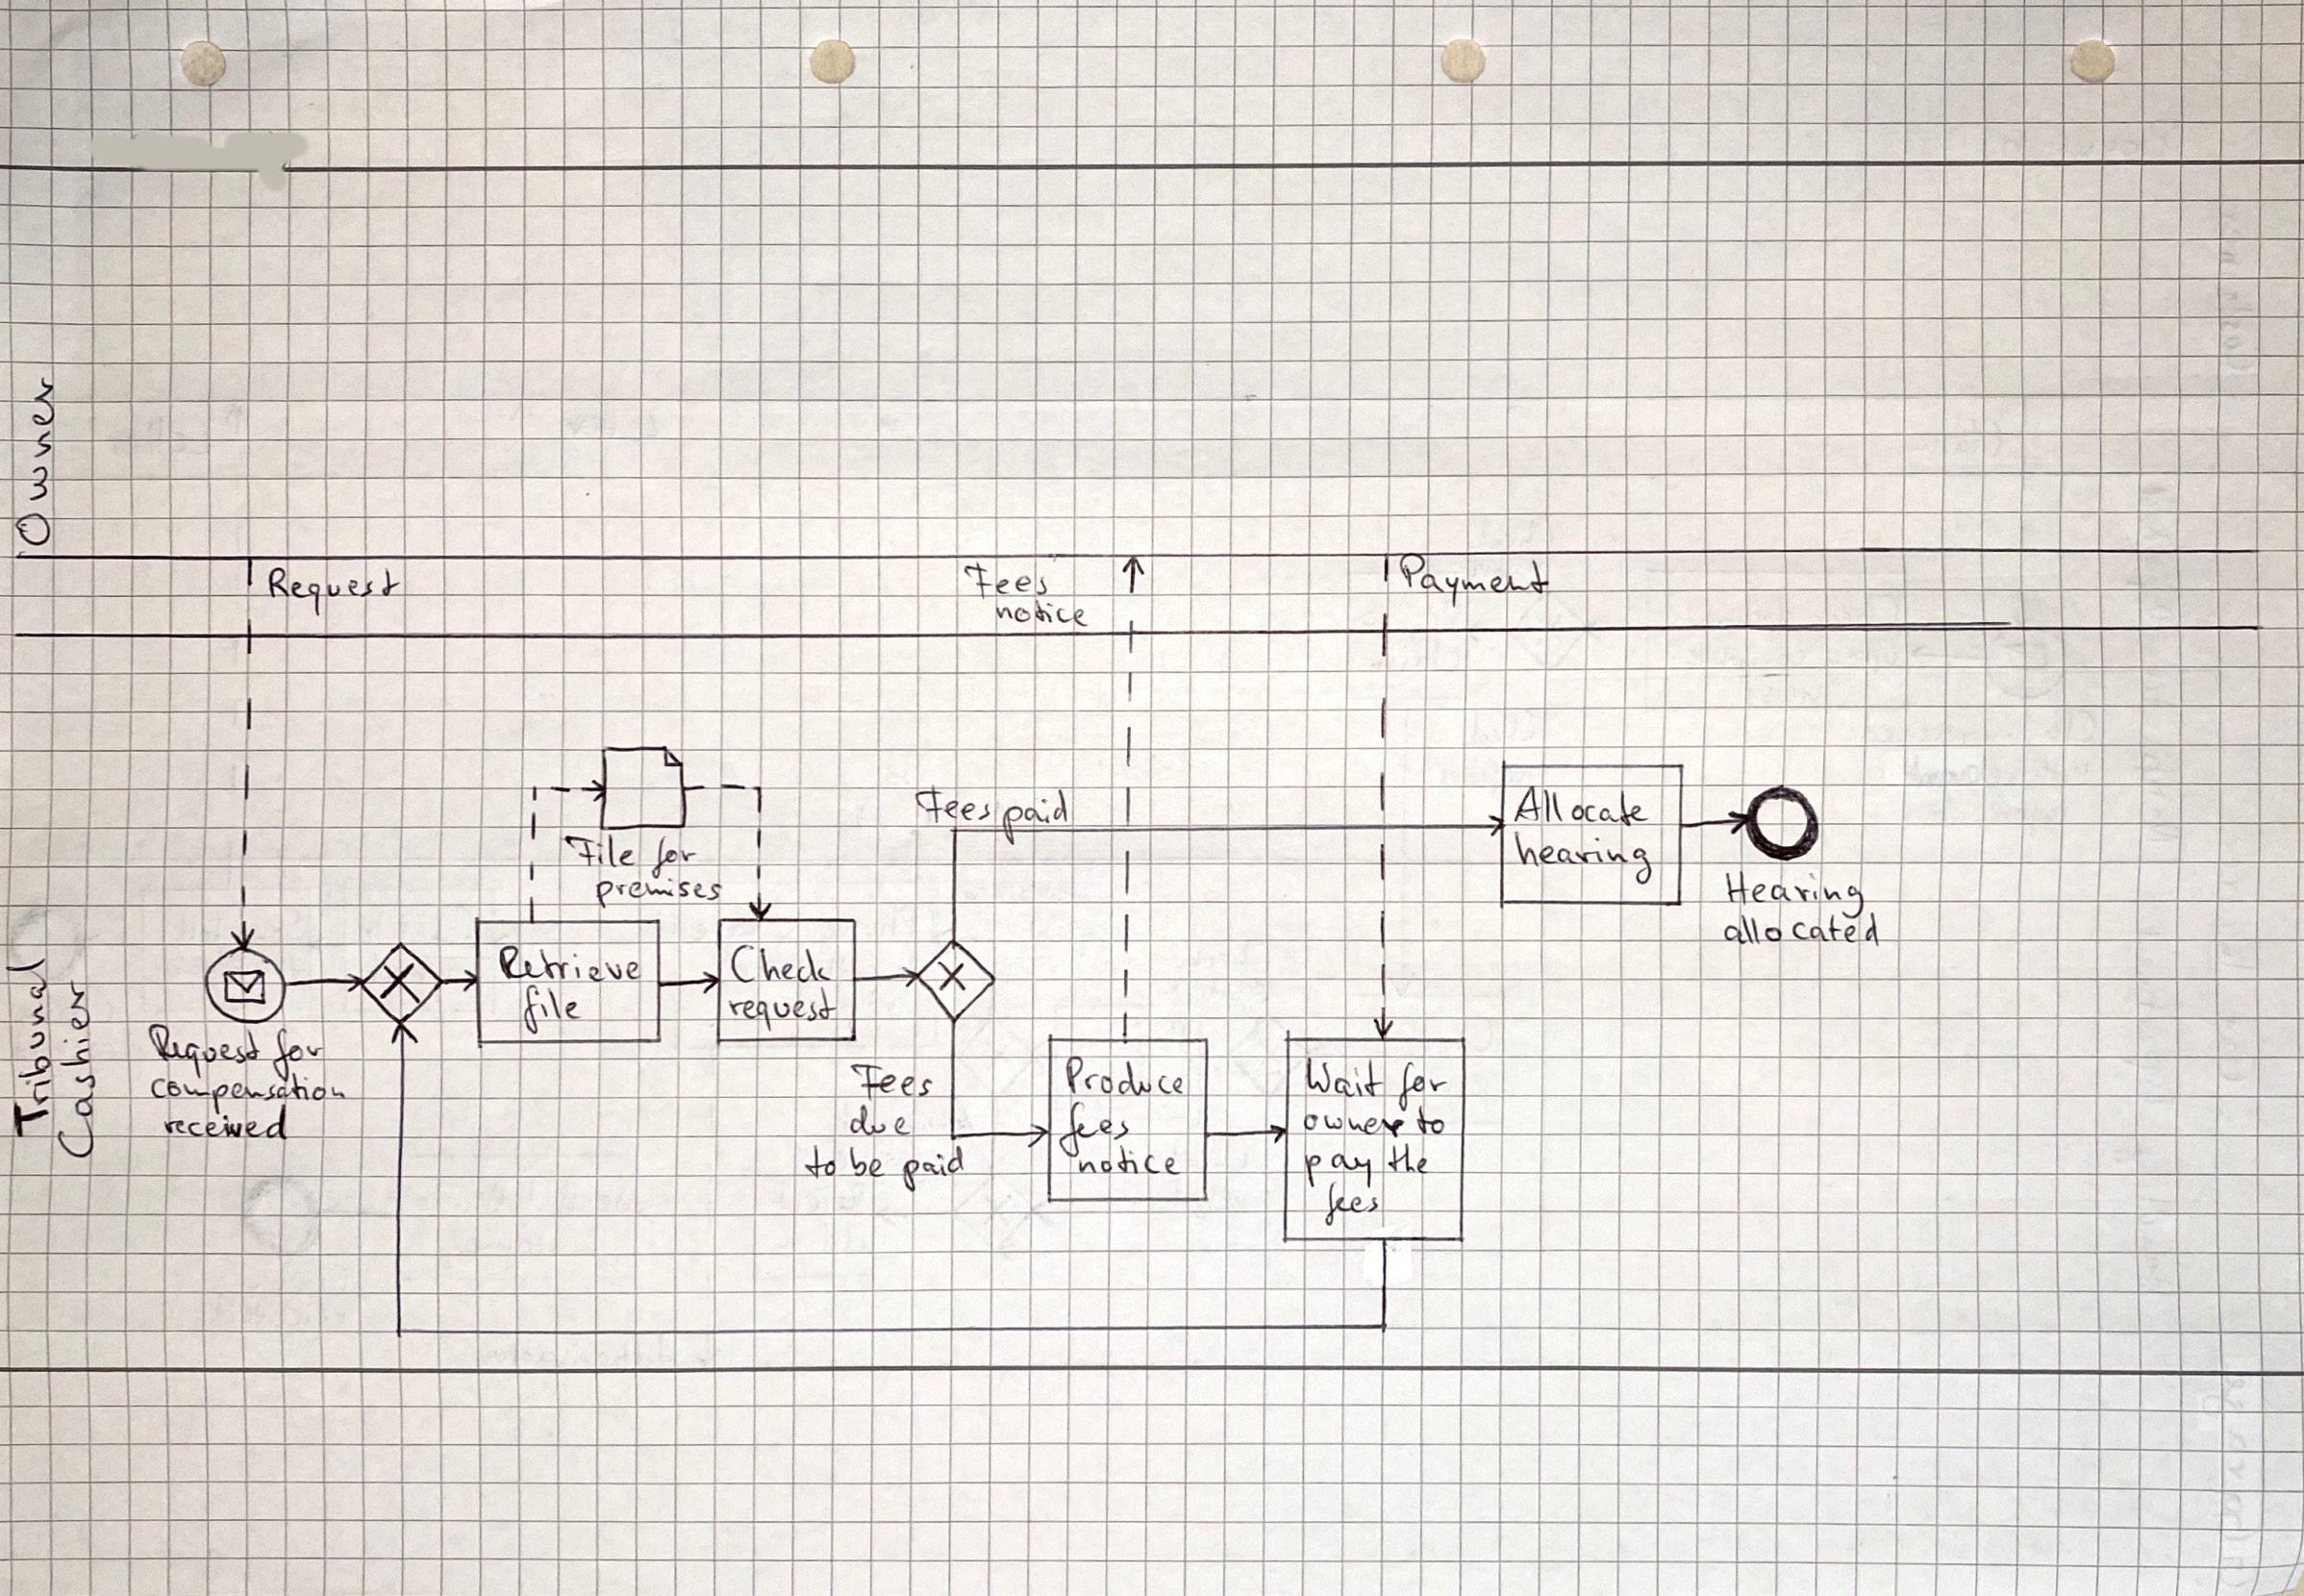 Owner
Request
Fees
notice
Payment
Tribunal
Cashier
Request for
compensation
received
Retrieve
file
File for
premises
Check
request
Fees paid
Fees
due
to be paid
Produce
fees
notice
Wait for
owner to
pay the
fees
Allocate
hearing
Hearing
allocated